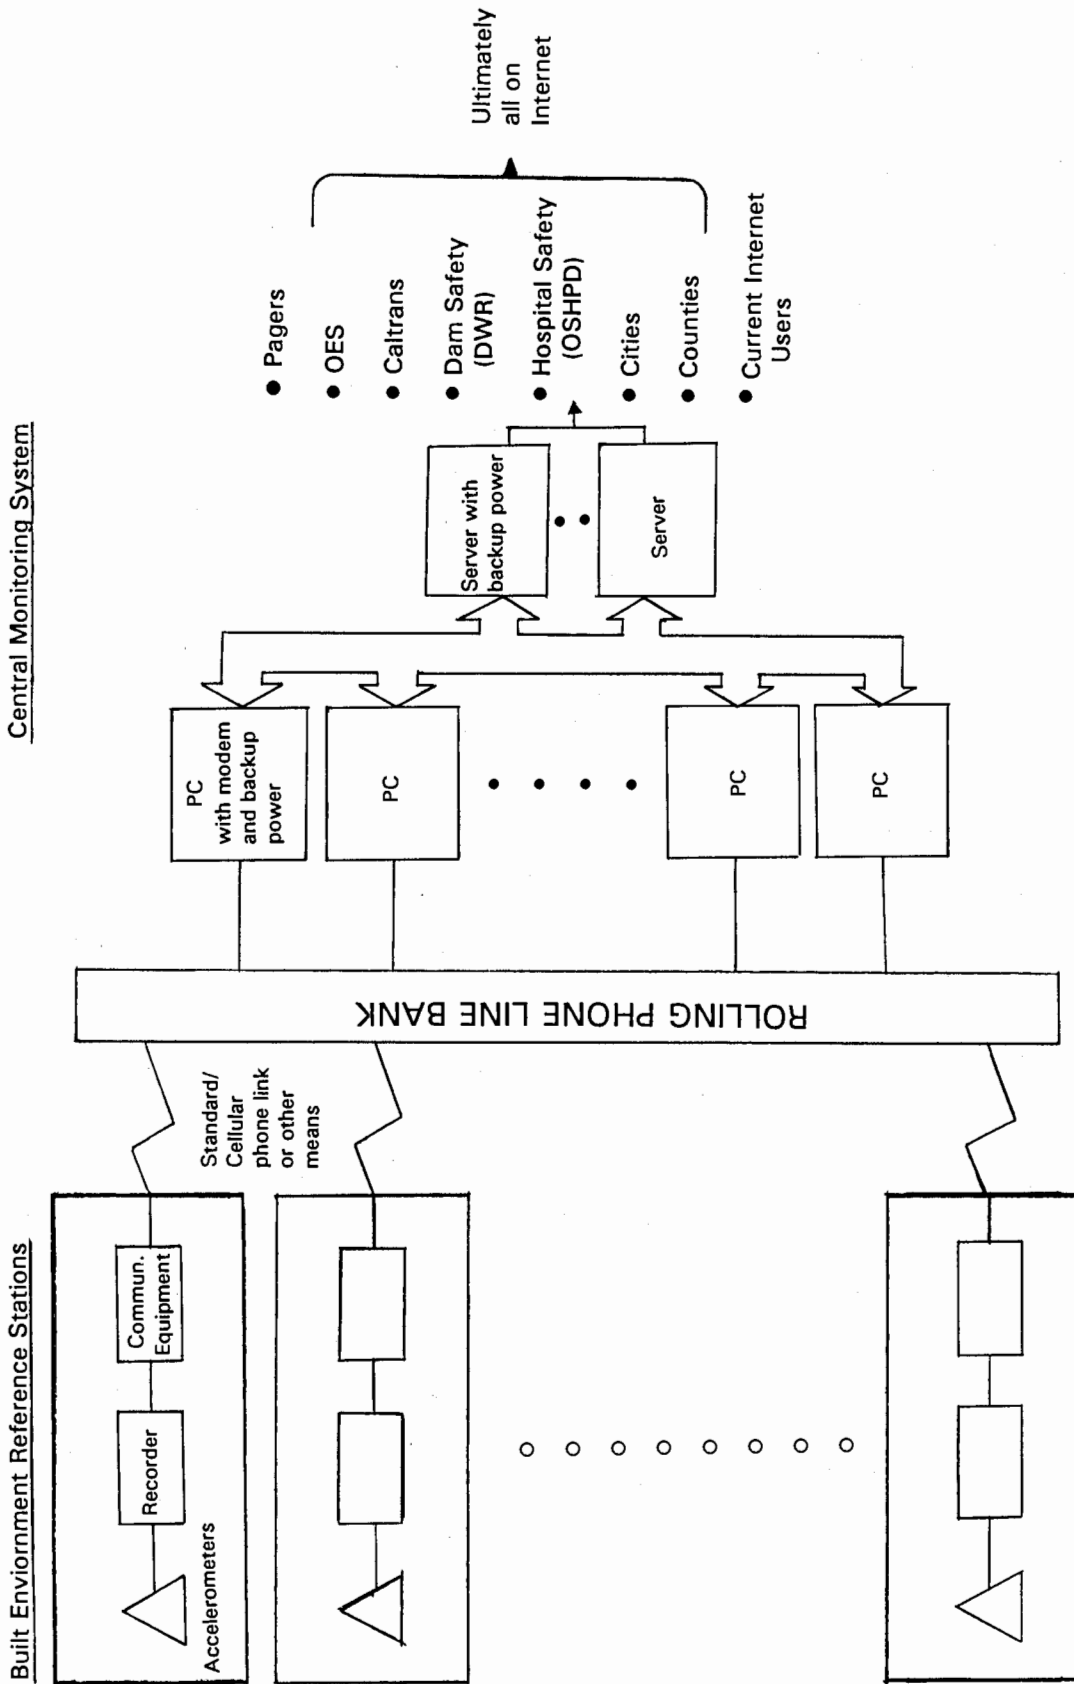 Built Enviornment Reference Stations
Central Monitoring System
Accelerometers
Recorder
Commun.
Equipment
Standard/
Cellular
phone link
or other
means
ROLLING PHONE LINE BANK
PC
with modem
and backup
power
PC
PC
PC
Server with
backup power
Server
● Pagers
● OES
● Caltrans
● Dam Safety
(DWR)
● Hospital Safety
(OSHPD)
● Cities
● Counties
● Current Internet
Users
Ultimately
all on
Internet